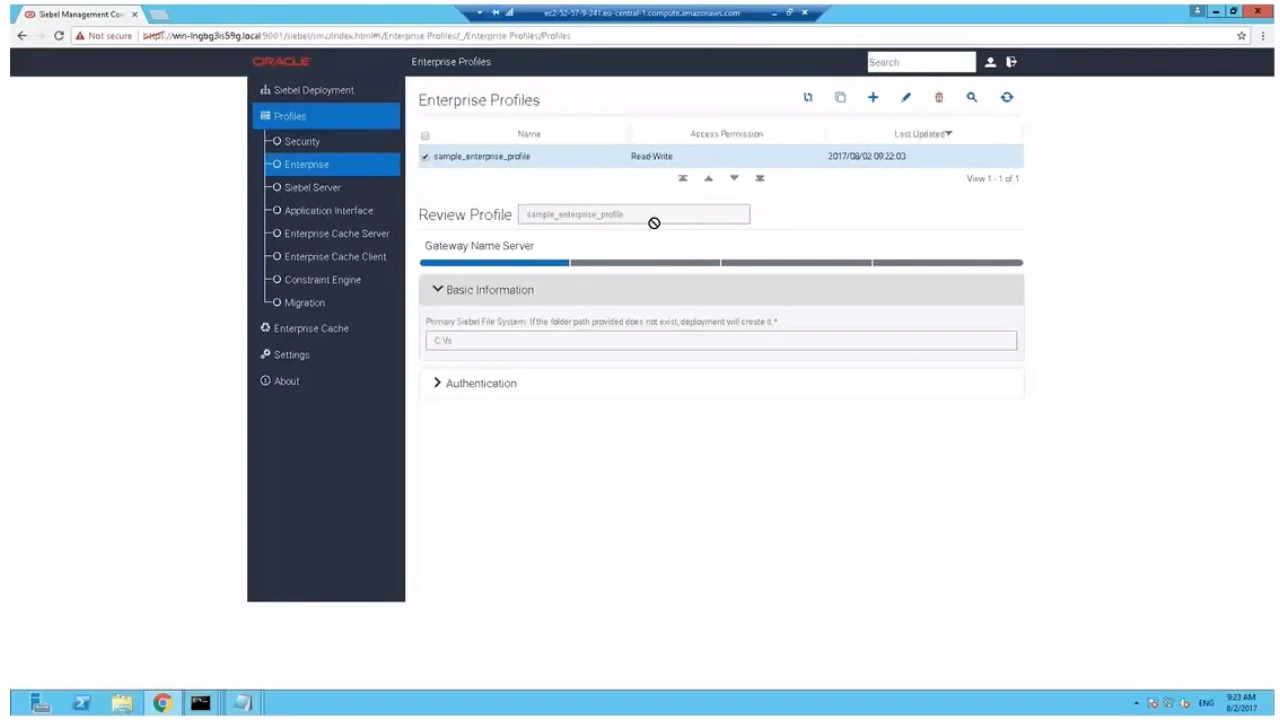 Siebel Management Con
ec2-52-57-9-241.eu-central-1.compute.amazonaws.com
Not secure https://win-lngbg3is59g.local:9001/siebel/smc/index.html#!/Enterprise Profiles/_/Enterprise Profiles/Profiles
ORACLE
Enterprise Profiles
Search
Siebel Deployment
Profiles
Security
Enterprise
Siebel Server
Application Interface
Enterprise Cache Server
Enterprise Cache Client
Constraint Engine
Migration
Enterprise Cache
Settings
About
Enterprise Profiles
Name Access Permission Last Updated
sample_enterprise_profile Read-Write 2017/08/02 09:22:03
View 1 - 1 of 1
Review Profile sample_enterprise_profile
Gateway Name Server
Basic Information
Primary Siebel File System. If the folder path provided does not exist, deployment will create it.*
C:\fs
Authentication
ENG
9:23 AM
8/2/2017